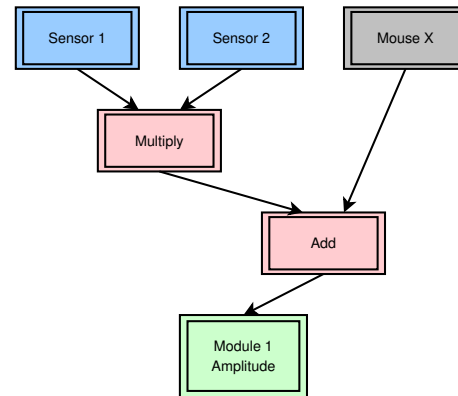 Sensor 1
Sensor 2
Mouse X
Multiply
Add
Module 1
Amplitude